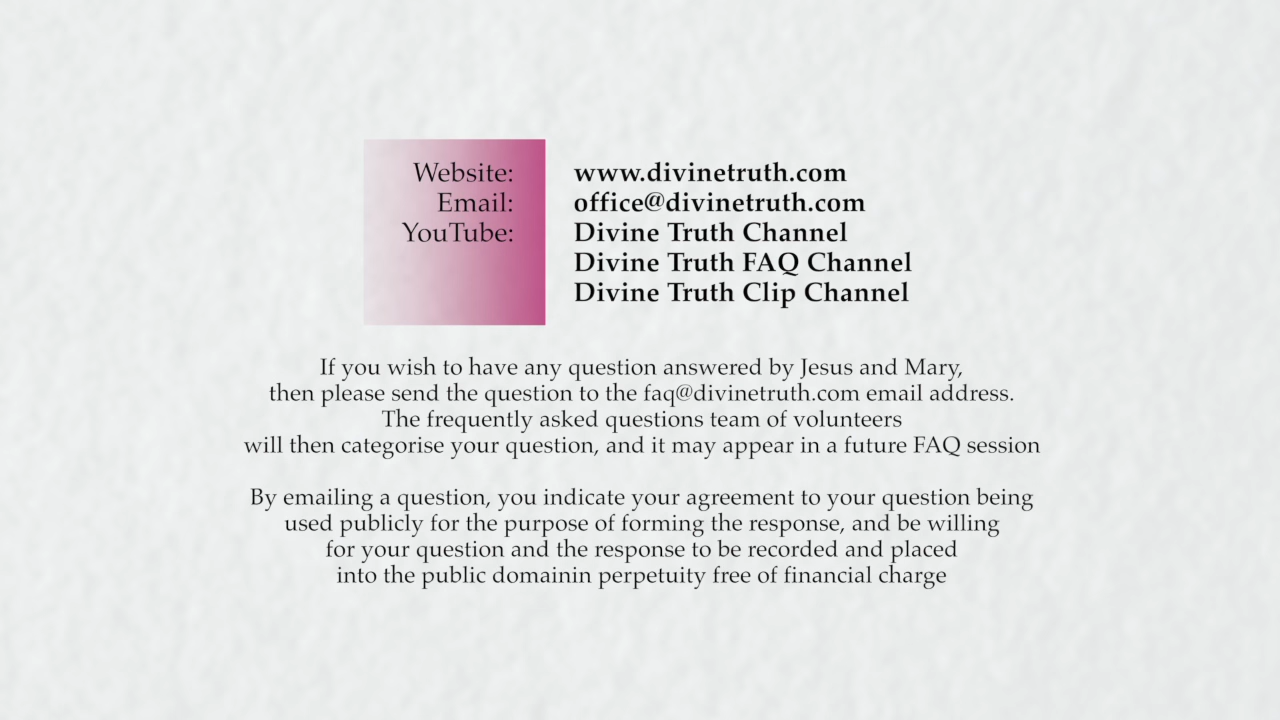 Website: www.divinetruth.com
Email: office@divinetruth.com
YouTube: Divine Truth Channel
Divine Truth FAQ Channel
Divine Truth Clip Channel
If you wish to have any question answered by Jesus and Mary,
then please send the question to the faq@divinetruth.com email address.
The frequently asked questions team of volunteers
will then categorise your question, and it may appear in a future FAQ session
By emailing a question, you indicate your agreement to your question being
used publicly for the purpose of forming the response, and be willing
for your question and the response to be recorded and placed
into the public domainin perpetuity free of financial charge